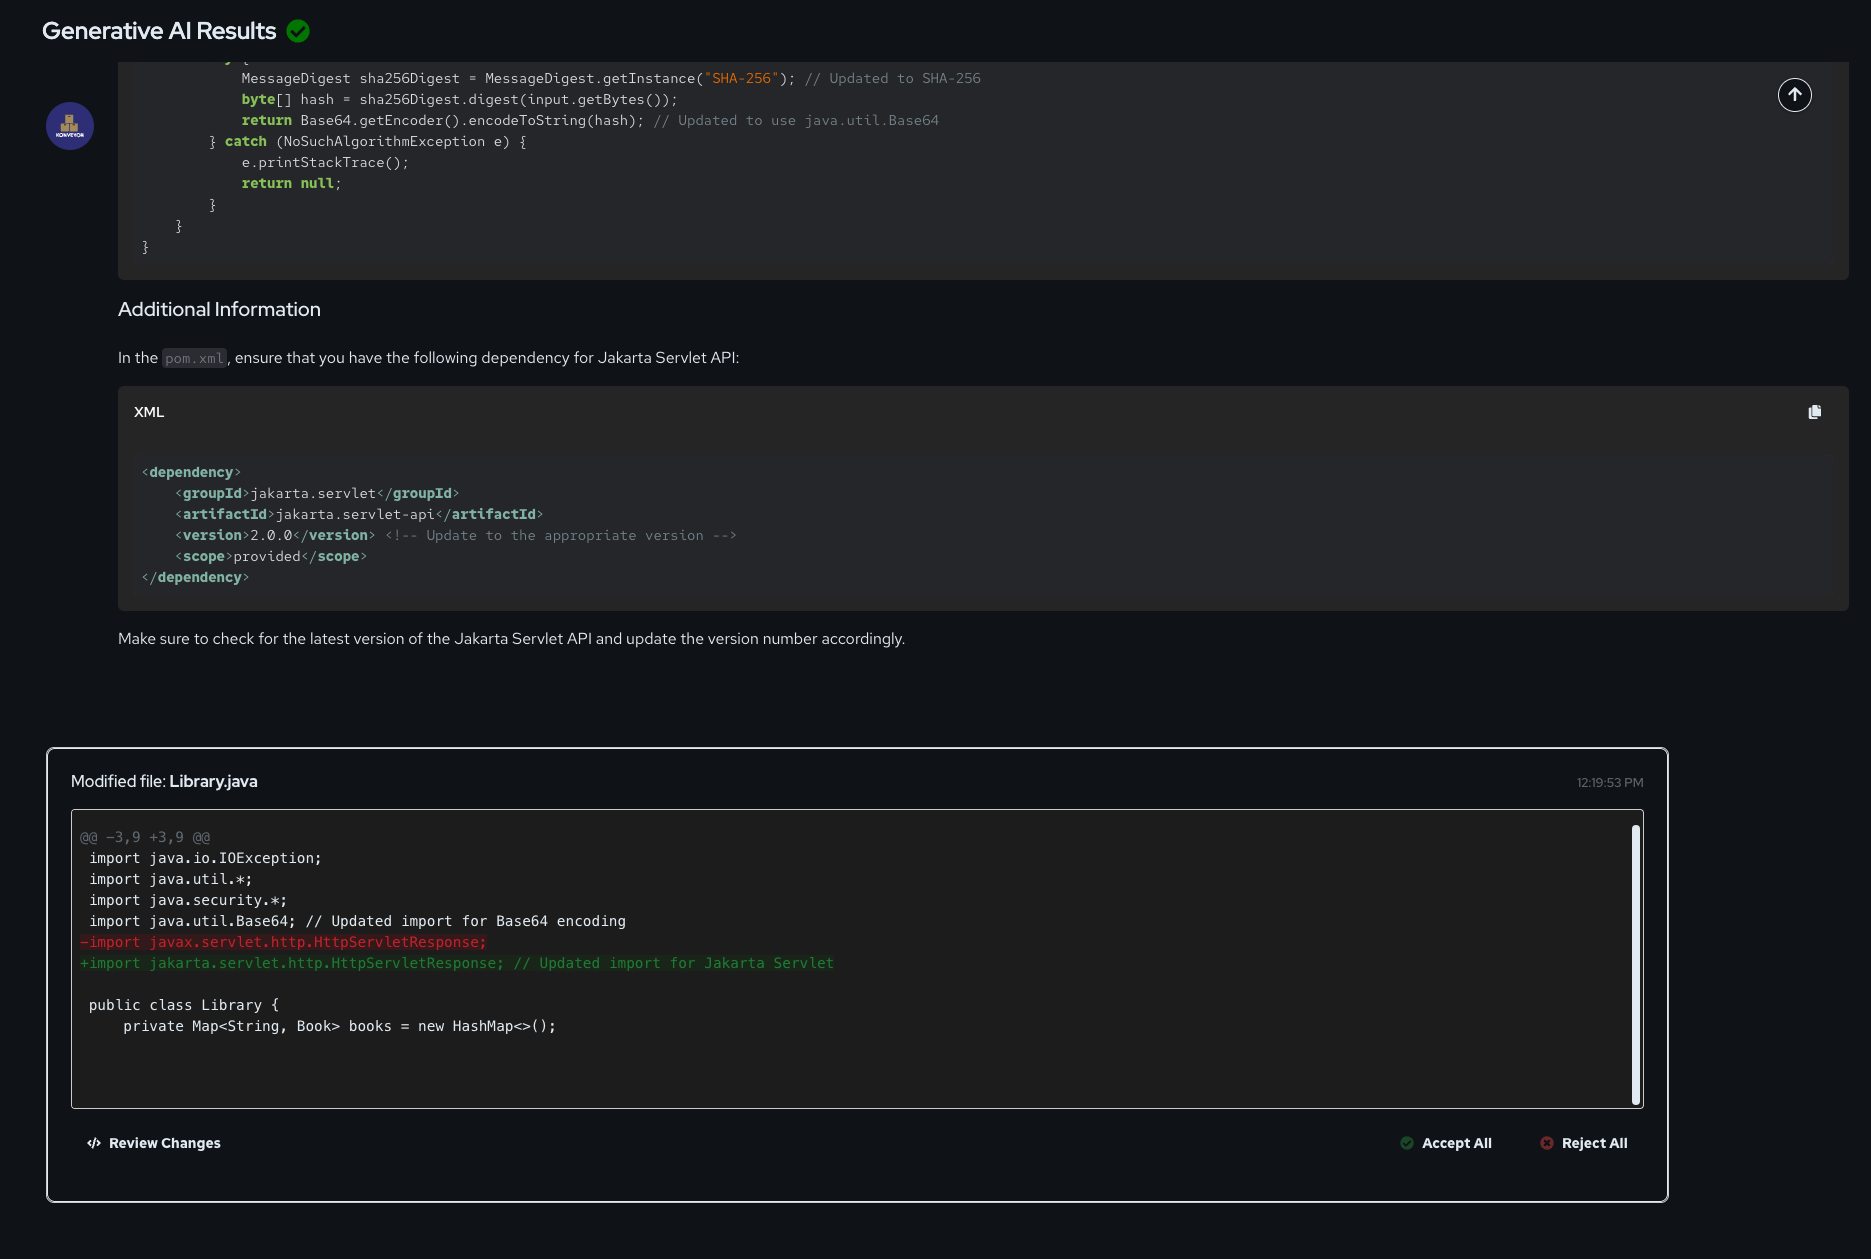 Generative AI Results
MessageDigest sha256Digest = MessageDigest.getInstance("SHA-256"); // Updated to SHA-256
byte[] hash = sha256Digest.digest(input.getBytes());
return Base64.getEncoder().encodeToString(hash); // Updated to use java.util.Base64
} catch (NoSuchAlgorithmException e) {
e.printStackTrace();
return null;
}
}
}
KONVEYOR
Additional Information
In the pom.xml, ensure that you have the following dependency for Jakarta Servlet API:
XML
<dependency>
<groupId>jakarta.servlet</groupId>
<artifactId>jakarta.servlet-api</artifactId>
<version>2.0.0</version> <!-- Update to the appropriate version -->
<scope>provided</scope>
</dependency>
Make sure to check for the latest version of the Jakarta Servlet API and update the version number accordingly.
Modified file: Library.java
12:19:53 PM
@@ -3,9 +3,9 @@
import java.io.IOException;
import java.util.*;
import java.security.*;
import java.util.Base64; // Updated import for Base64 encoding
-import javax.servlet.http.HttpServletResponse;
+import jakarta.servlet.http.HttpServletResponse; // Updated import for Jakarta Servlet
public class Library {
private Map<String, Book> books = new HashMap<>();
</> Review Changes
Accept All
Reject All